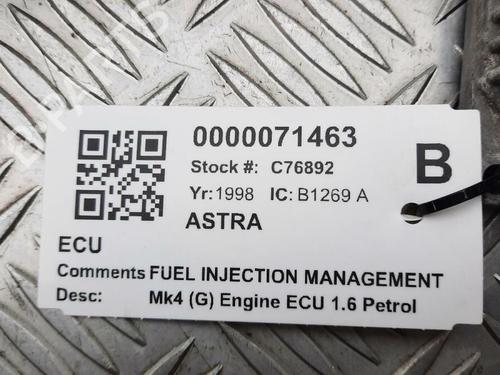 0000071463
B
Stock #: C76892
Yr: 1998 IC: B1269 A
ASTRA
ECU
Comments FUEL INJECTION MANAGEMENT
Desc: Mk4 (G) Engine ECU 1.6 Petrol